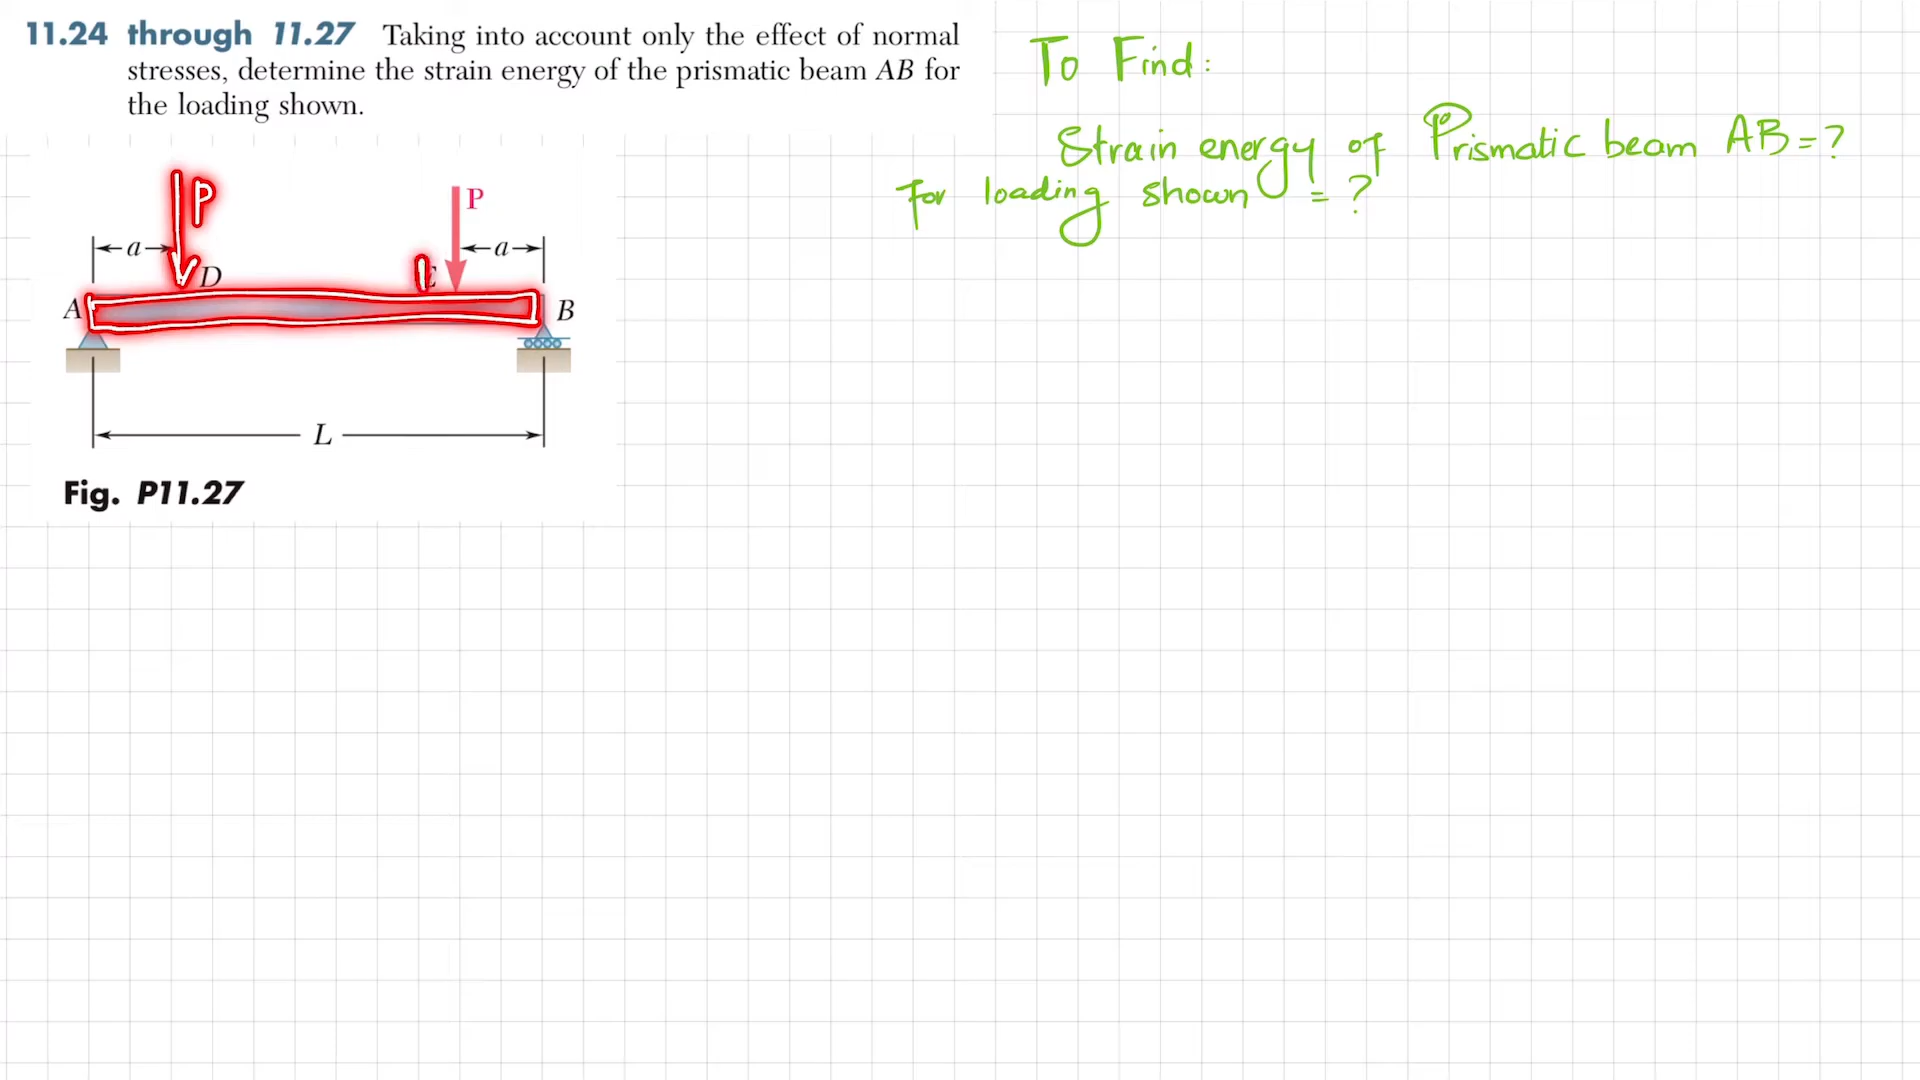 11.24 through 11.27 Taking into account only the effect of normal
stresses, determine the strain energy of the prismatic beam AB for
the loading shown.
To Find:
Strain energy of Prismatic beam AB = ?
For loading shown = ?
P
P
a
a
D
E
A
B
L
Fig. P11.27